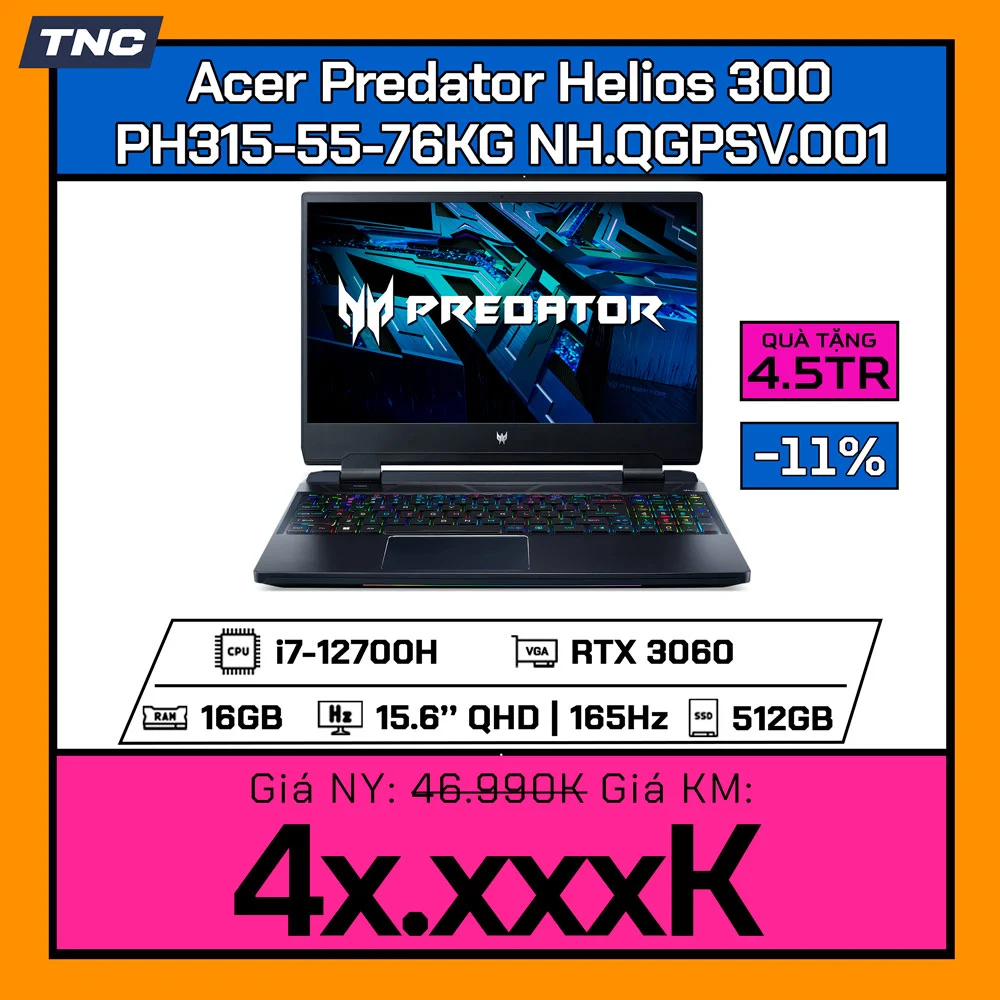 TNC
Acer Predator Helios 300
PH315-55-76KG NH.QGPSV.001
PREDATOR
QUÀ TẶNG
4.5TR
-11%
CPU i7-12700H VGA RTX 3060
RAM 16GB Hz 15.6” QHD | 165Hz SSD 512GB
Giá NY: 46.990K Giá KM:
4x.xxxK